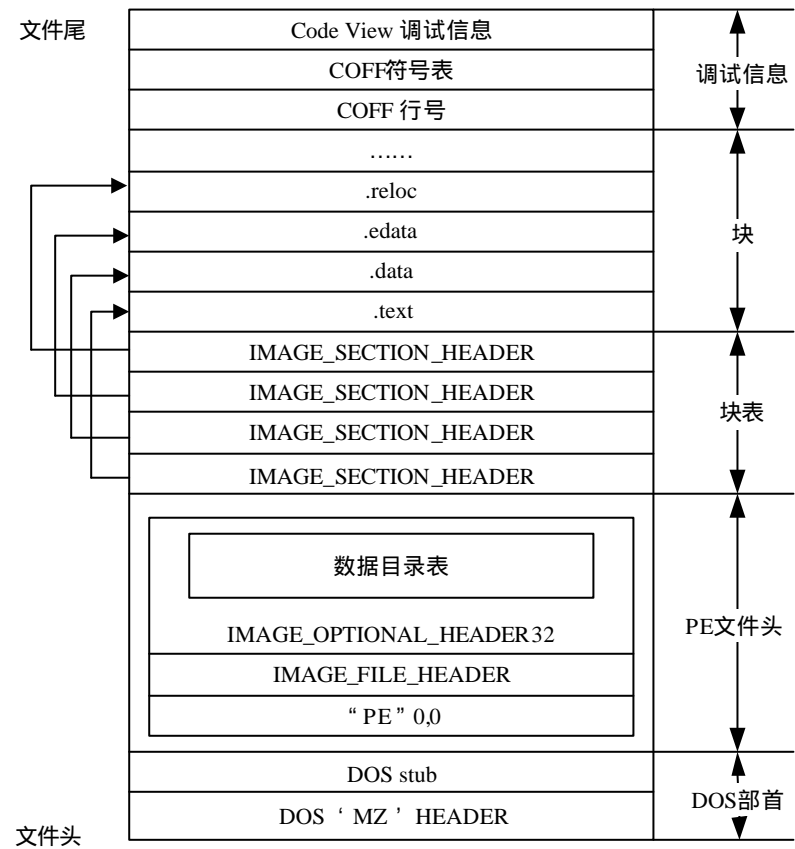 文件尾
Code View 调试信息
COFF符号表
COFF 行号
调试信息
……
.reloc
.edata
.data
.text
块
IMAGE_SECTION_HEADER
IMAGE_SECTION_HEADER
IMAGE_SECTION_HEADER
IMAGE_SECTION_HEADER
块表
数据目录表
IMAGE_OPTIONAL_HEADER32
IMAGE_FILE_HEADER
“PE”0,0
PE文件头
DOS stub
DOS ‘MZ’ HEADER
DOS部首
文件头